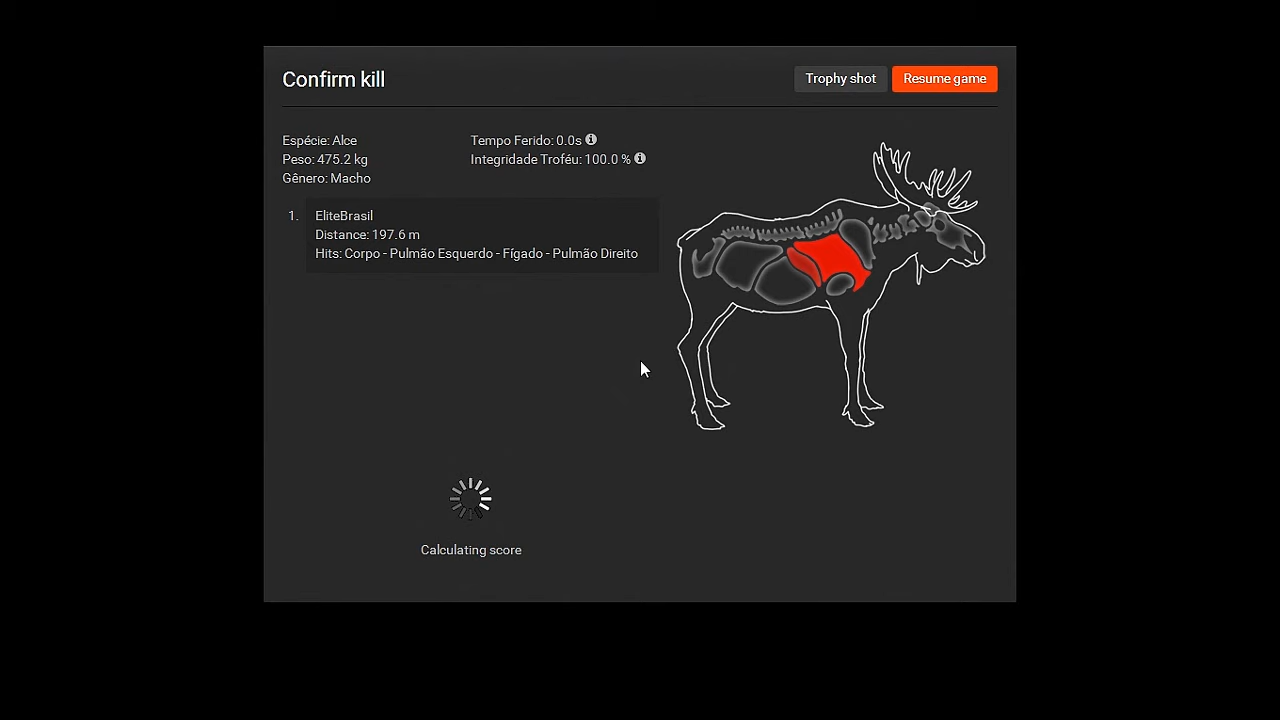 Confirm kill
Trophy shot
Resume game
Espécie: Alce
Peso: 475.2 kg
Gênero: Macho
Tempo Ferido: 0.0s
Integridade Troféu: 100.0 %
1.
EliteBrasil
Distance: 197.6 m
Hits: Corpo - Pulmão Esquerdo - Fígado - Pulmão Direito
Calculating score